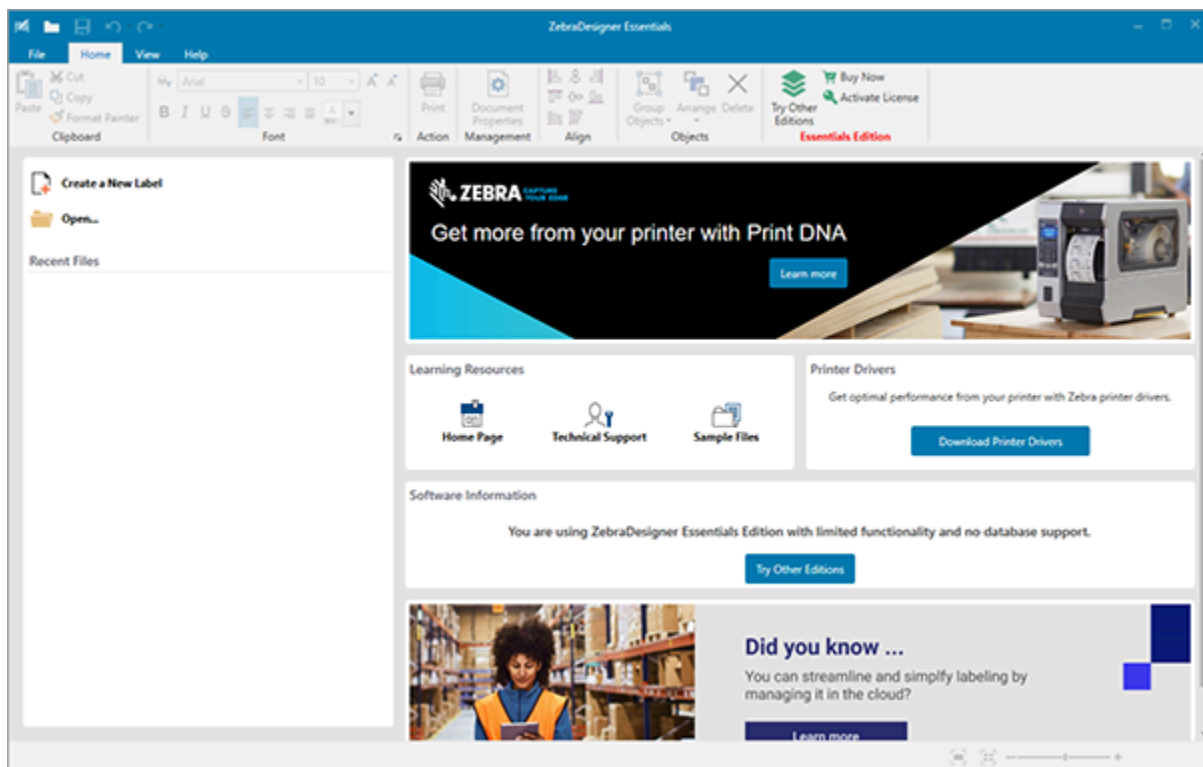 ZebraDesigner Essentials
File Home View Help
Paste
Cut
Copy
Format Painter
Clipboard
Arial 10
B I U S
Font
Print
Action
Document
Properties
Management
Align
Group
Objects
Arrange
Delete
Objects
Try Other
Editions
Buy Now
Activate License
Essentials Edition
Create a New Label
Open...
Recent Files
ZEBRA CAPTURE
YOUR EDGE
Get more from your printer with Print DNA
Learn more
Learning Resources
Home Page Technical Support Sample Files
Printer Drivers
Get optimal performance from your printer with Zebra printer drivers.
Download Printer Drivers
Software Information
You are using ZebraDesigner Essentials Edition with limited functionality and no database support.
Try Other Editions
Did you know ...
You can streamline and simplfy labeling by
managing it in the cloud?
Learn more